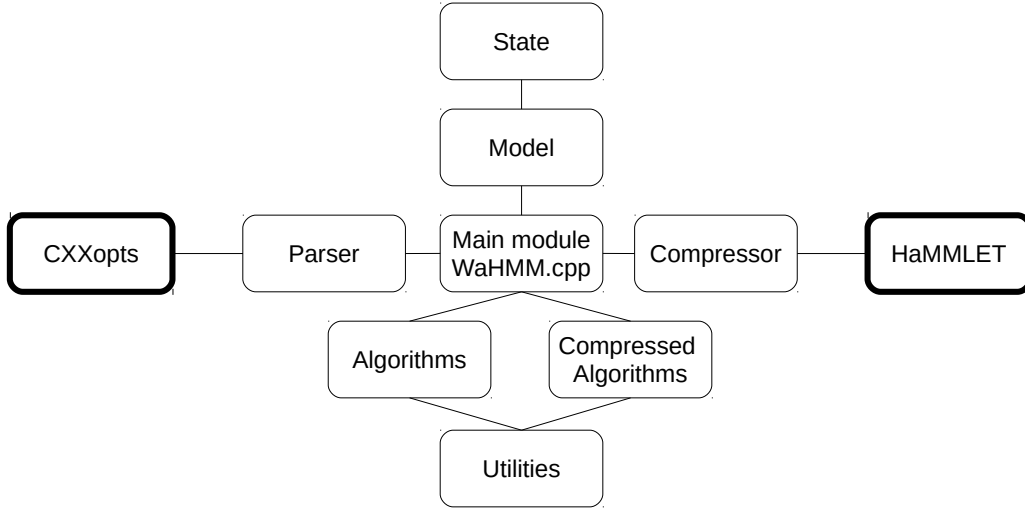 State
Model
CXXopts
Parser
Main module
WaHMM.cpp
Compressor
HaMMLET
Algorithms
Compressed
Algorithms
Utilities